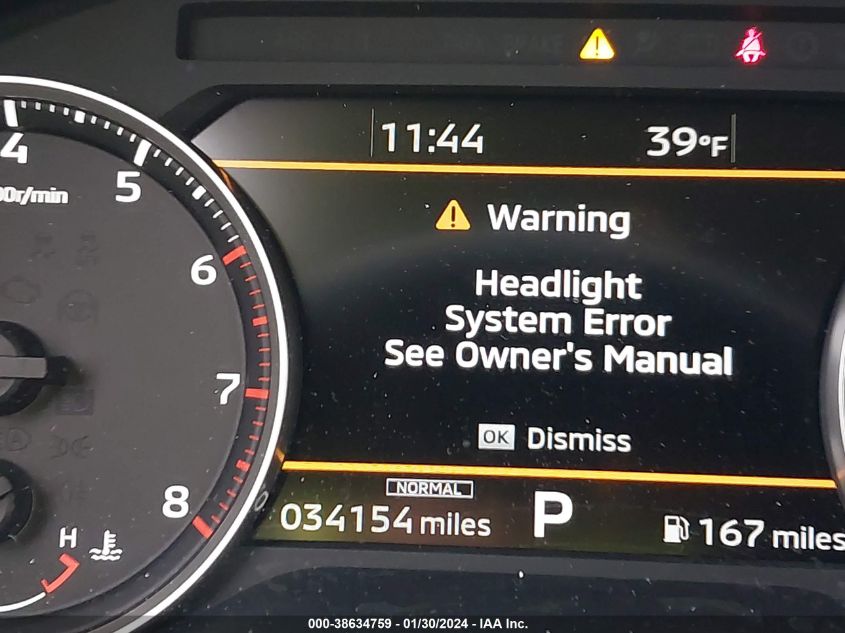 11:44 39°F
4
5
Warning
6
Headlight
System Error
See Owner's Manual
7
OK Dismiss
8
NORMAL
034154 miles P 167 miles
H
000-38634759 - 01/30/2024 - IAA Inc.